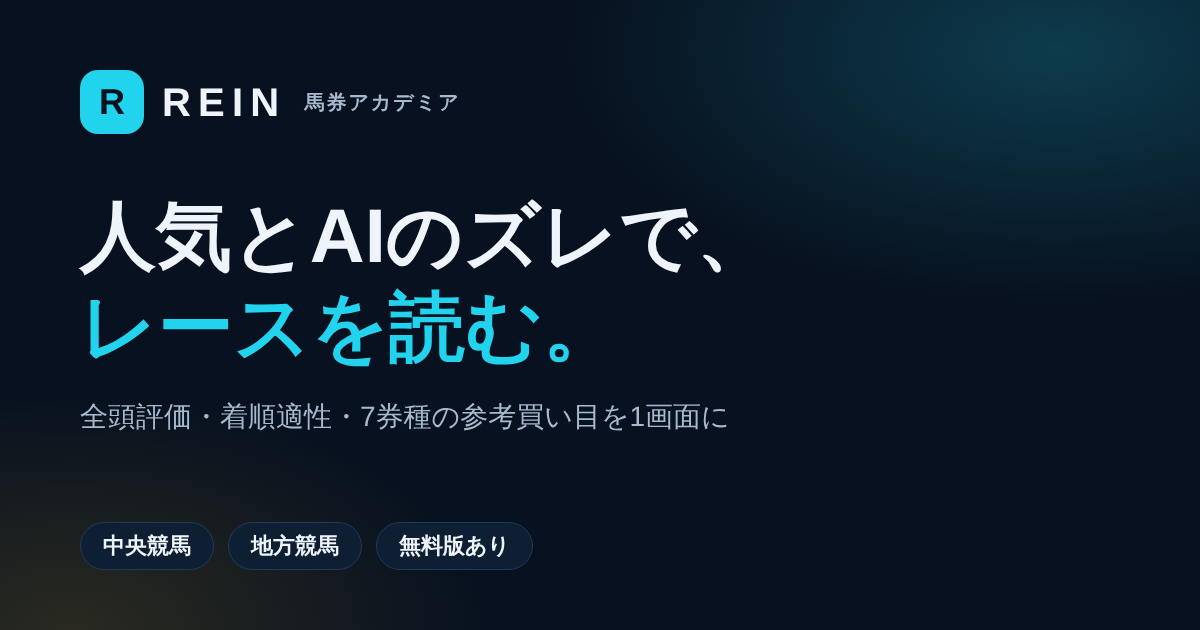 R REIN 馬券アカデミア
人気とAIのズレで、
レースを読む。
全頭評価・着順適性・7券種の参考買い目を1画面に
中央競馬 地方競馬 無料版あり